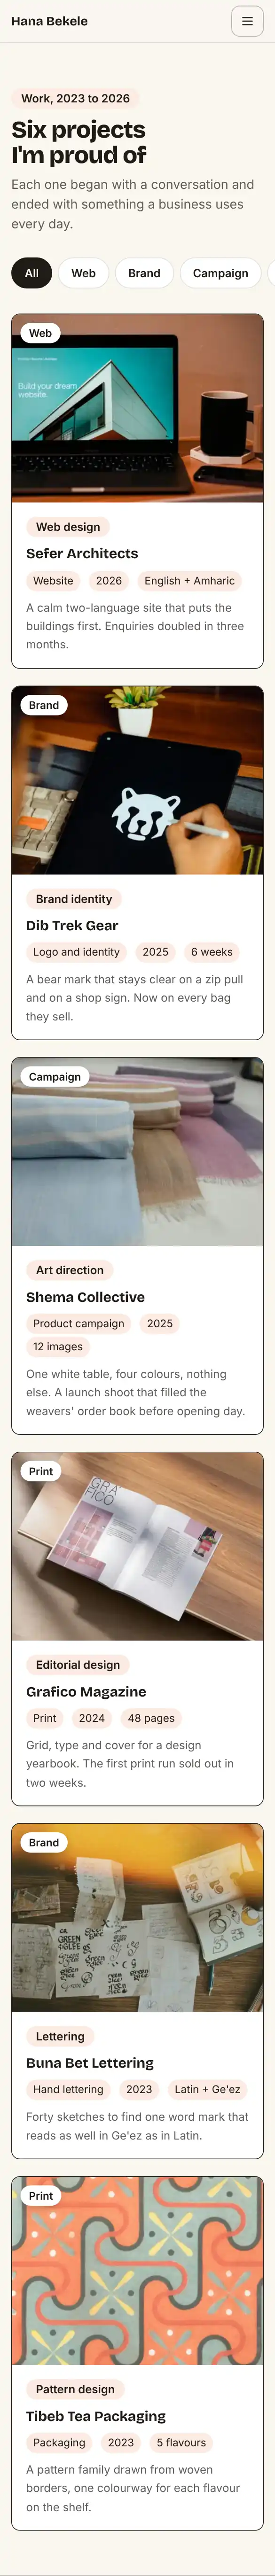 Hana Bekele
Work, 2023 to 2026
Six projects
I'm proud of
Each one began with a conversation and
ended with something a business uses
every day.
All
Web
Brand
Campaign
Web
Build your dream
website.
Web design
Sefer Architects
Website
2026
English + Amharic
A calm two-language site that puts the
buildings first. Enquiries doubled in three
months.
Brand
Brand identity
Dib Trek Gear
Logo and identity
2025
6 weeks
A bear mark that stays clear on a zip pull
and on a shop sign. Now on every bag
they sell.
Campaign
Art direction
Shema Collective
Product campaign
2025
12 images
One white table, four colours, nothing
else. A launch shoot that filled the
weavers' order book before opening day.
Print
GRA
FICO
Editorial design
Grafico Magazine
Print
2024
48 pages
Grid, type and cover for a design
yearbook. The first print run sold out in
two weeks.
Brand
Lettering
Buna Bet Lettering
Hand lettering
2023
Latin + Ge'ez
Forty sketches to find one word mark that
reads as well in Ge'ez as in Latin.
Print
Pattern design
Tibeb Tea Packaging
Packaging
2023
5 flavours
A pattern family drawn from woven
borders, one colourway for each flavour
on the shelf.